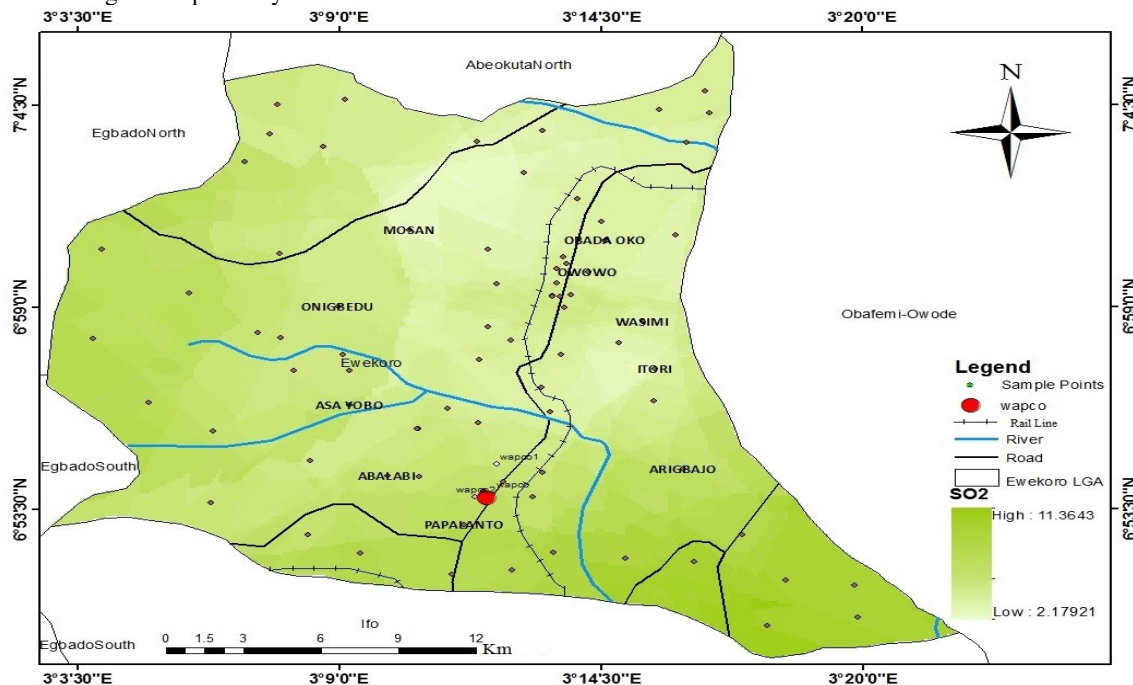 3°3'30"E 3°9'0"E 3°14'30"E 3°20'0"E
AbeokutaNorth
N
7°4'30"N 7°4'30"N
EgbadoNorth
MOSAN
OBADA OKO
OWOWO
ONIGBEDU
6°59'0"N 6°59'0"N
Obafemi-Owode
WASIMI
Ewekoro
ITORI
Legend
Sample Points
ASA YOBO
wapco
Rail Line
River
Road
Ewekoro LGA
EgbadoSouth
wapco1
ARIGBAJO
ABALABI
wapco
wapco2
SO2
6°53'30"N 6°53'30"N
High : 11.3643
PAPALANTO
Low : 2.17921
Ifo
0 1.5 3 6 9 12
Km
EgbadoSouth
3°3'30"E 3°9'0"E 3°14'30"E 3°20'0"E